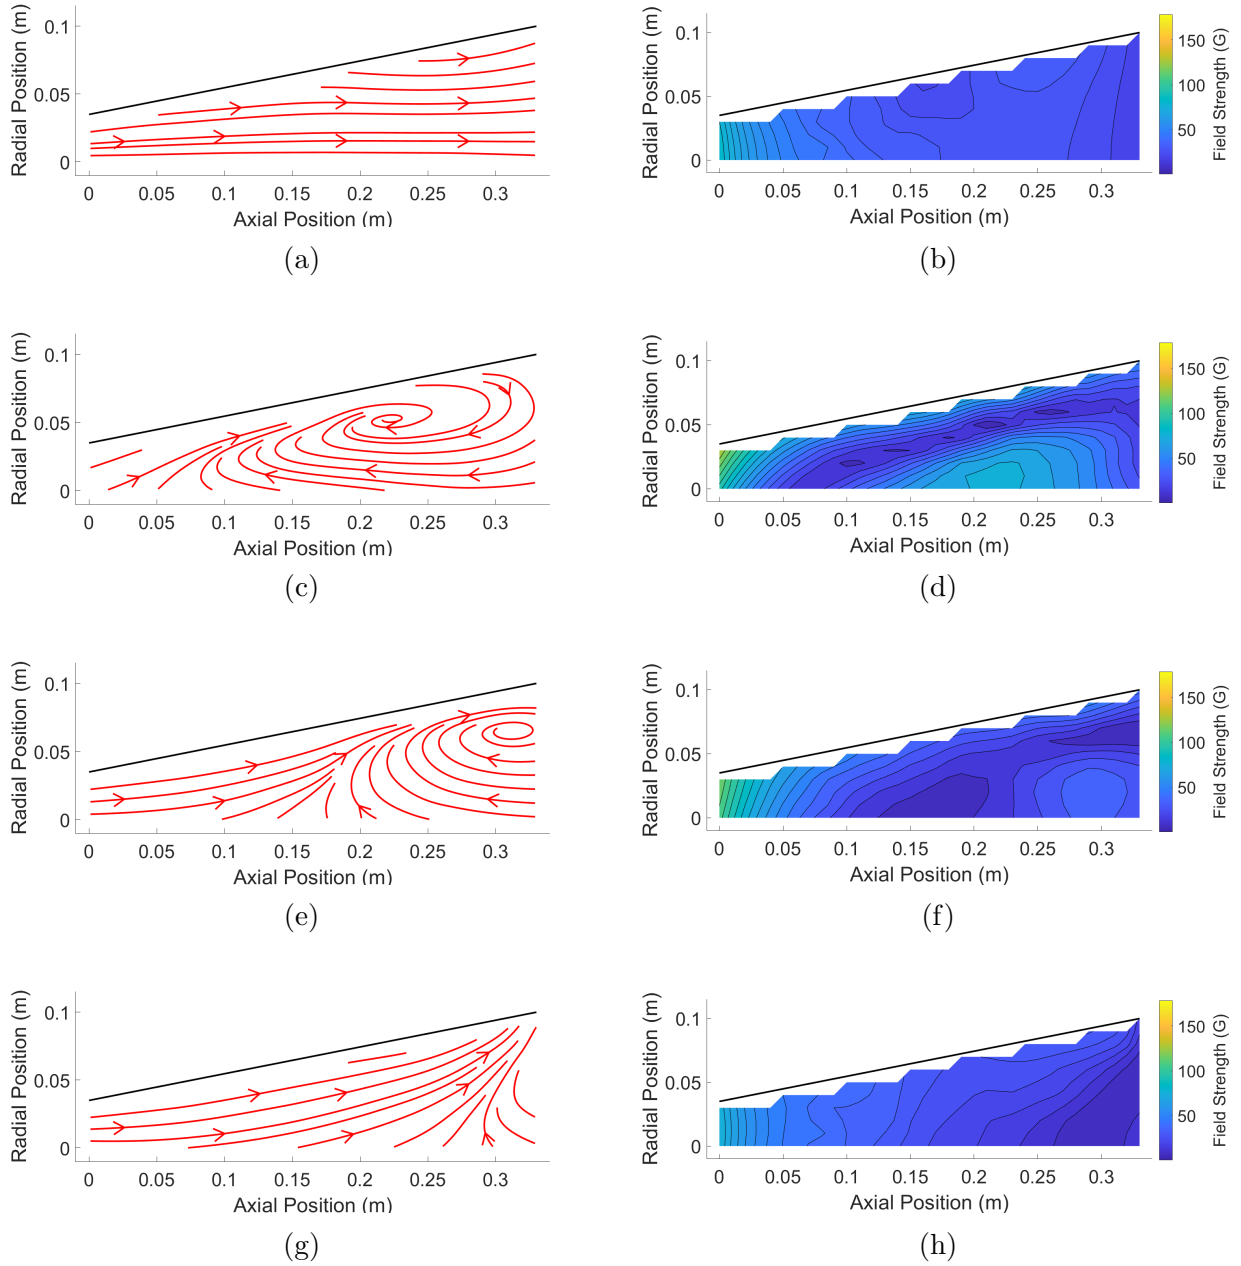 Radial Position (m)
0.1
0.05
0
0 0.05 0.1 0.15 0.2 0.25 0.3
Axial Position (m)
(a)
Radial Position (m)
0.1
0.05
0
0 0.05 0.1 0.15 0.2 0.25 0.3
Axial Position (m)
150
100
50
Field Strength (G)
(b)
Radial Position (m)
0.1
0.05
0
0 0.05 0.1 0.15 0.2 0.25 0.3
Axial Position (m)
(c)
Radial Position (m)
0.1
0.05
0
0 0.05 0.1 0.15 0.2 0.25 0.3
Axial Position (m)
150
100
50
Field Strength (G)
(d)
Radial Position (m)
0.1
0.05
0
0 0.05 0.1 0.15 0.2 0.25 0.3
Axial Position (m)
(e)
Radial Position (m)
0.1
0.05
0
0 0.05 0.1 0.15 0.2 0.25 0.3
Axial Position (m)
150
100
50
Field Strength (G)
(f)
Radial Position (m)
0.1
0.05
0
0 0.05 0.1 0.15 0.2 0.25 0.3
Axial Position (m)
(g)
Radial Position (m)
0.1
0.05
0
0 0.05 0.1 0.15 0.2 0.25 0.3
Axial Position (m)
150
100
50
Field Strength (G)
(h)